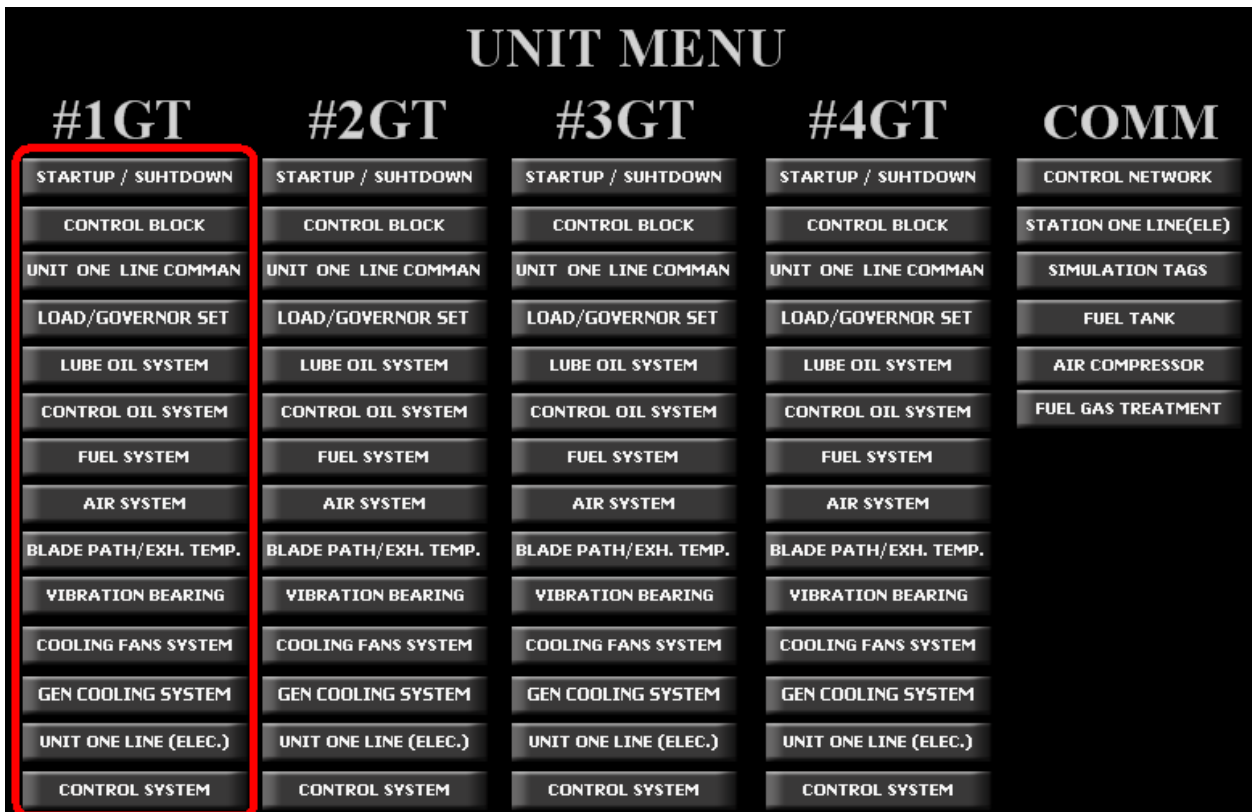 UNIT MENU
#1GT #2GT #3GT #4GT COMM
STARTUP / SUHTDOWN STARTUP / SUHTDOWN STARTUP / SUHTDOWN STARTUP / SUHTDOWN CONTROL NETWORK
CONTROL BLOCK CONTROL BLOCK CONTROL BLOCK CONTROL BLOCK STATION ONE LINE(ELE)
UNIT ONE LINE COMMAN UNIT ONE LINE COMMAN UNIT ONE LINE COMMAN UNIT ONE LINE COMMAN SIMULATION TAGS
LOAD/GOVERNOR SET LOAD/GOVERNOR SET LOAD/GOVERNOR SET LOAD/GOVERNOR SET FUEL TANK
LUBE OIL SYSTEM LUBE OIL SYSTEM LUBE OIL SYSTEM LUBE OIL SYSTEM AIR COMPRESSOR
CONTROL OIL SYSTEM CONTROL OIL SYSTEM CONTROL OIL SYSTEM CONTROL OIL SYSTEM FUEL GAS TREATMENT
FUEL SYSTEM FUEL SYSTEM FUEL SYSTEM FUEL SYSTEM
AIR SYSTEM AIR SYSTEM AIR SYSTEM AIR SYSTEM
BLADE PATH/EXH. TEMP. BLADE PATH/EXH. TEMP. BLADE PATH/EXH. TEMP. BLADE PATH/EXH. TEMP.
VIBRATION BEARING VIBRATION BEARING VIBRATION BEARING VIBRATION BEARING
COOLING FANS SYSTEM COOLING FANS SYSTEM COOLING FANS SYSTEM COOLING FANS SYSTEM
GEN COOLING SYSTEM GEN COOLING SYSTEM GEN COOLING SYSTEM GEN COOLING SYSTEM
UNIT ONE LINE (ELEC.) UNIT ONE LINE (ELEC.) UNIT ONE LINE (ELEC.) UNIT ONE LINE (ELEC.)
CONTROL SYSTEM CONTROL SYSTEM CONTROL SYSTEM CONTROL SYSTEM